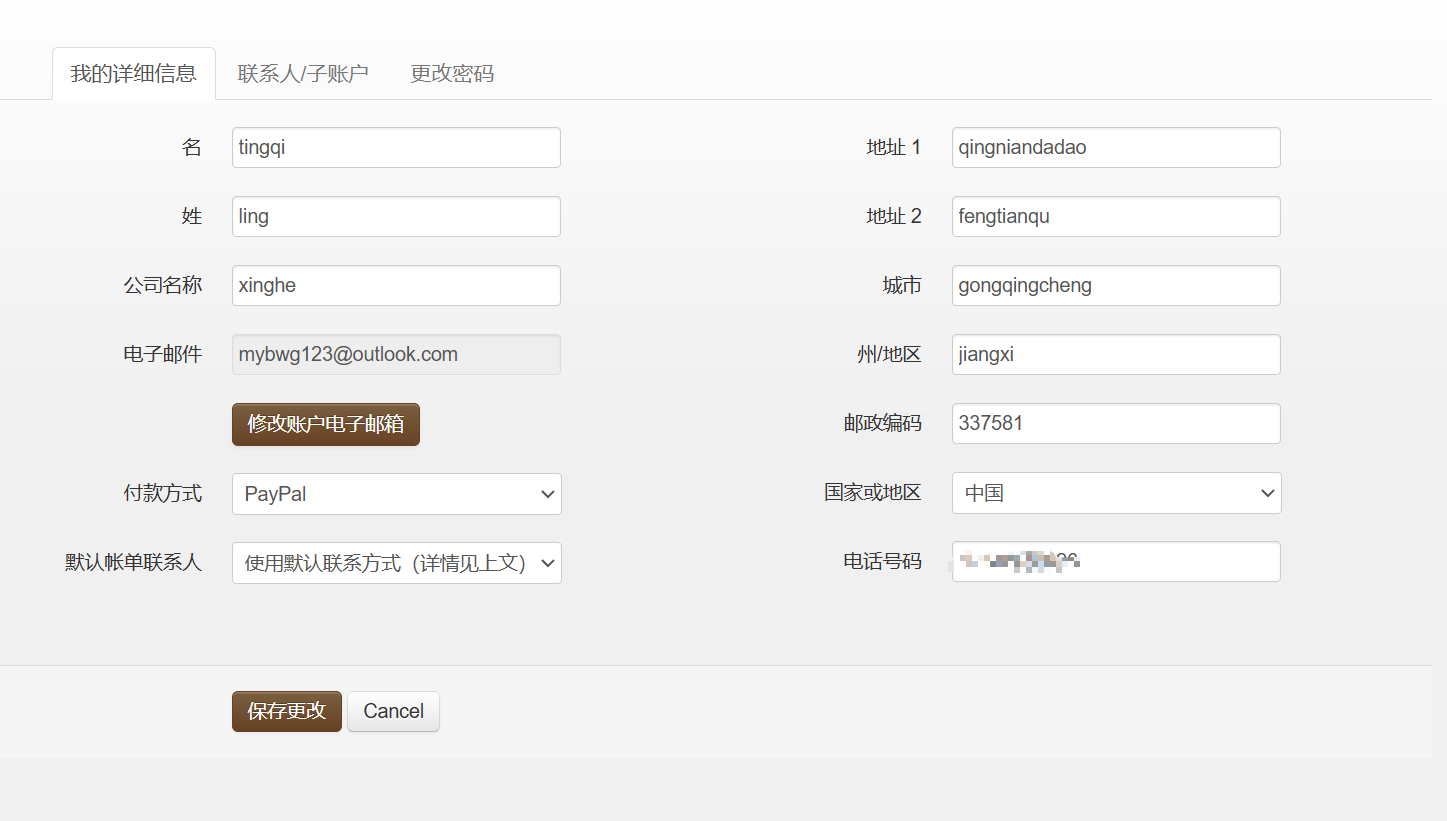 我的详细信息 联系人/子账户 更改密码
名 tingqi
姓 ling
公司名称 xinghe
电子邮件 mybwg123@outlook.com
修改账户电子邮箱
付款方式 PayPal
默认帐单联系人 使用默认联系方式（详情见上文）
地址 1 qingniandadao
地址 2 fengtianqu
城市 gongqingcheng
州/地区 jiangxi
邮政编码 337581
国家或地区 中国
电话号码
保存更改 Cancel